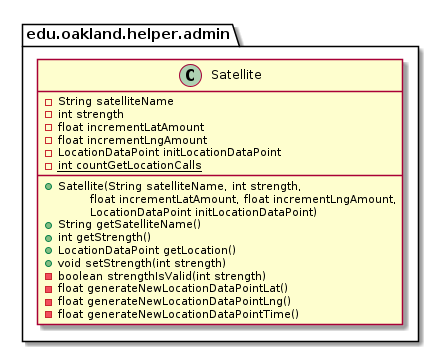 edu.oakland.helper.admin
C Satellite
String satelliteName
int strength
float incrementLatAmount
float incrementLngAmount
LocationDataPoint initLocationDataPoint
int countGetLocationCalls
Satellite(String satelliteName, int strength,
float incrementLatAmount, float incrementLngAmount,
LocationDataPoint initLocationDataPoint)
String getSatelliteName()
int getStrength()
LocationDataPoint getLocation()
void setStrength(int strength)
boolean strengthIsValid(int strength)
float generateNewLocationDataPointLat()
float generateNewLocationDataPointLng()
float generateNewLocationDataPointTime()